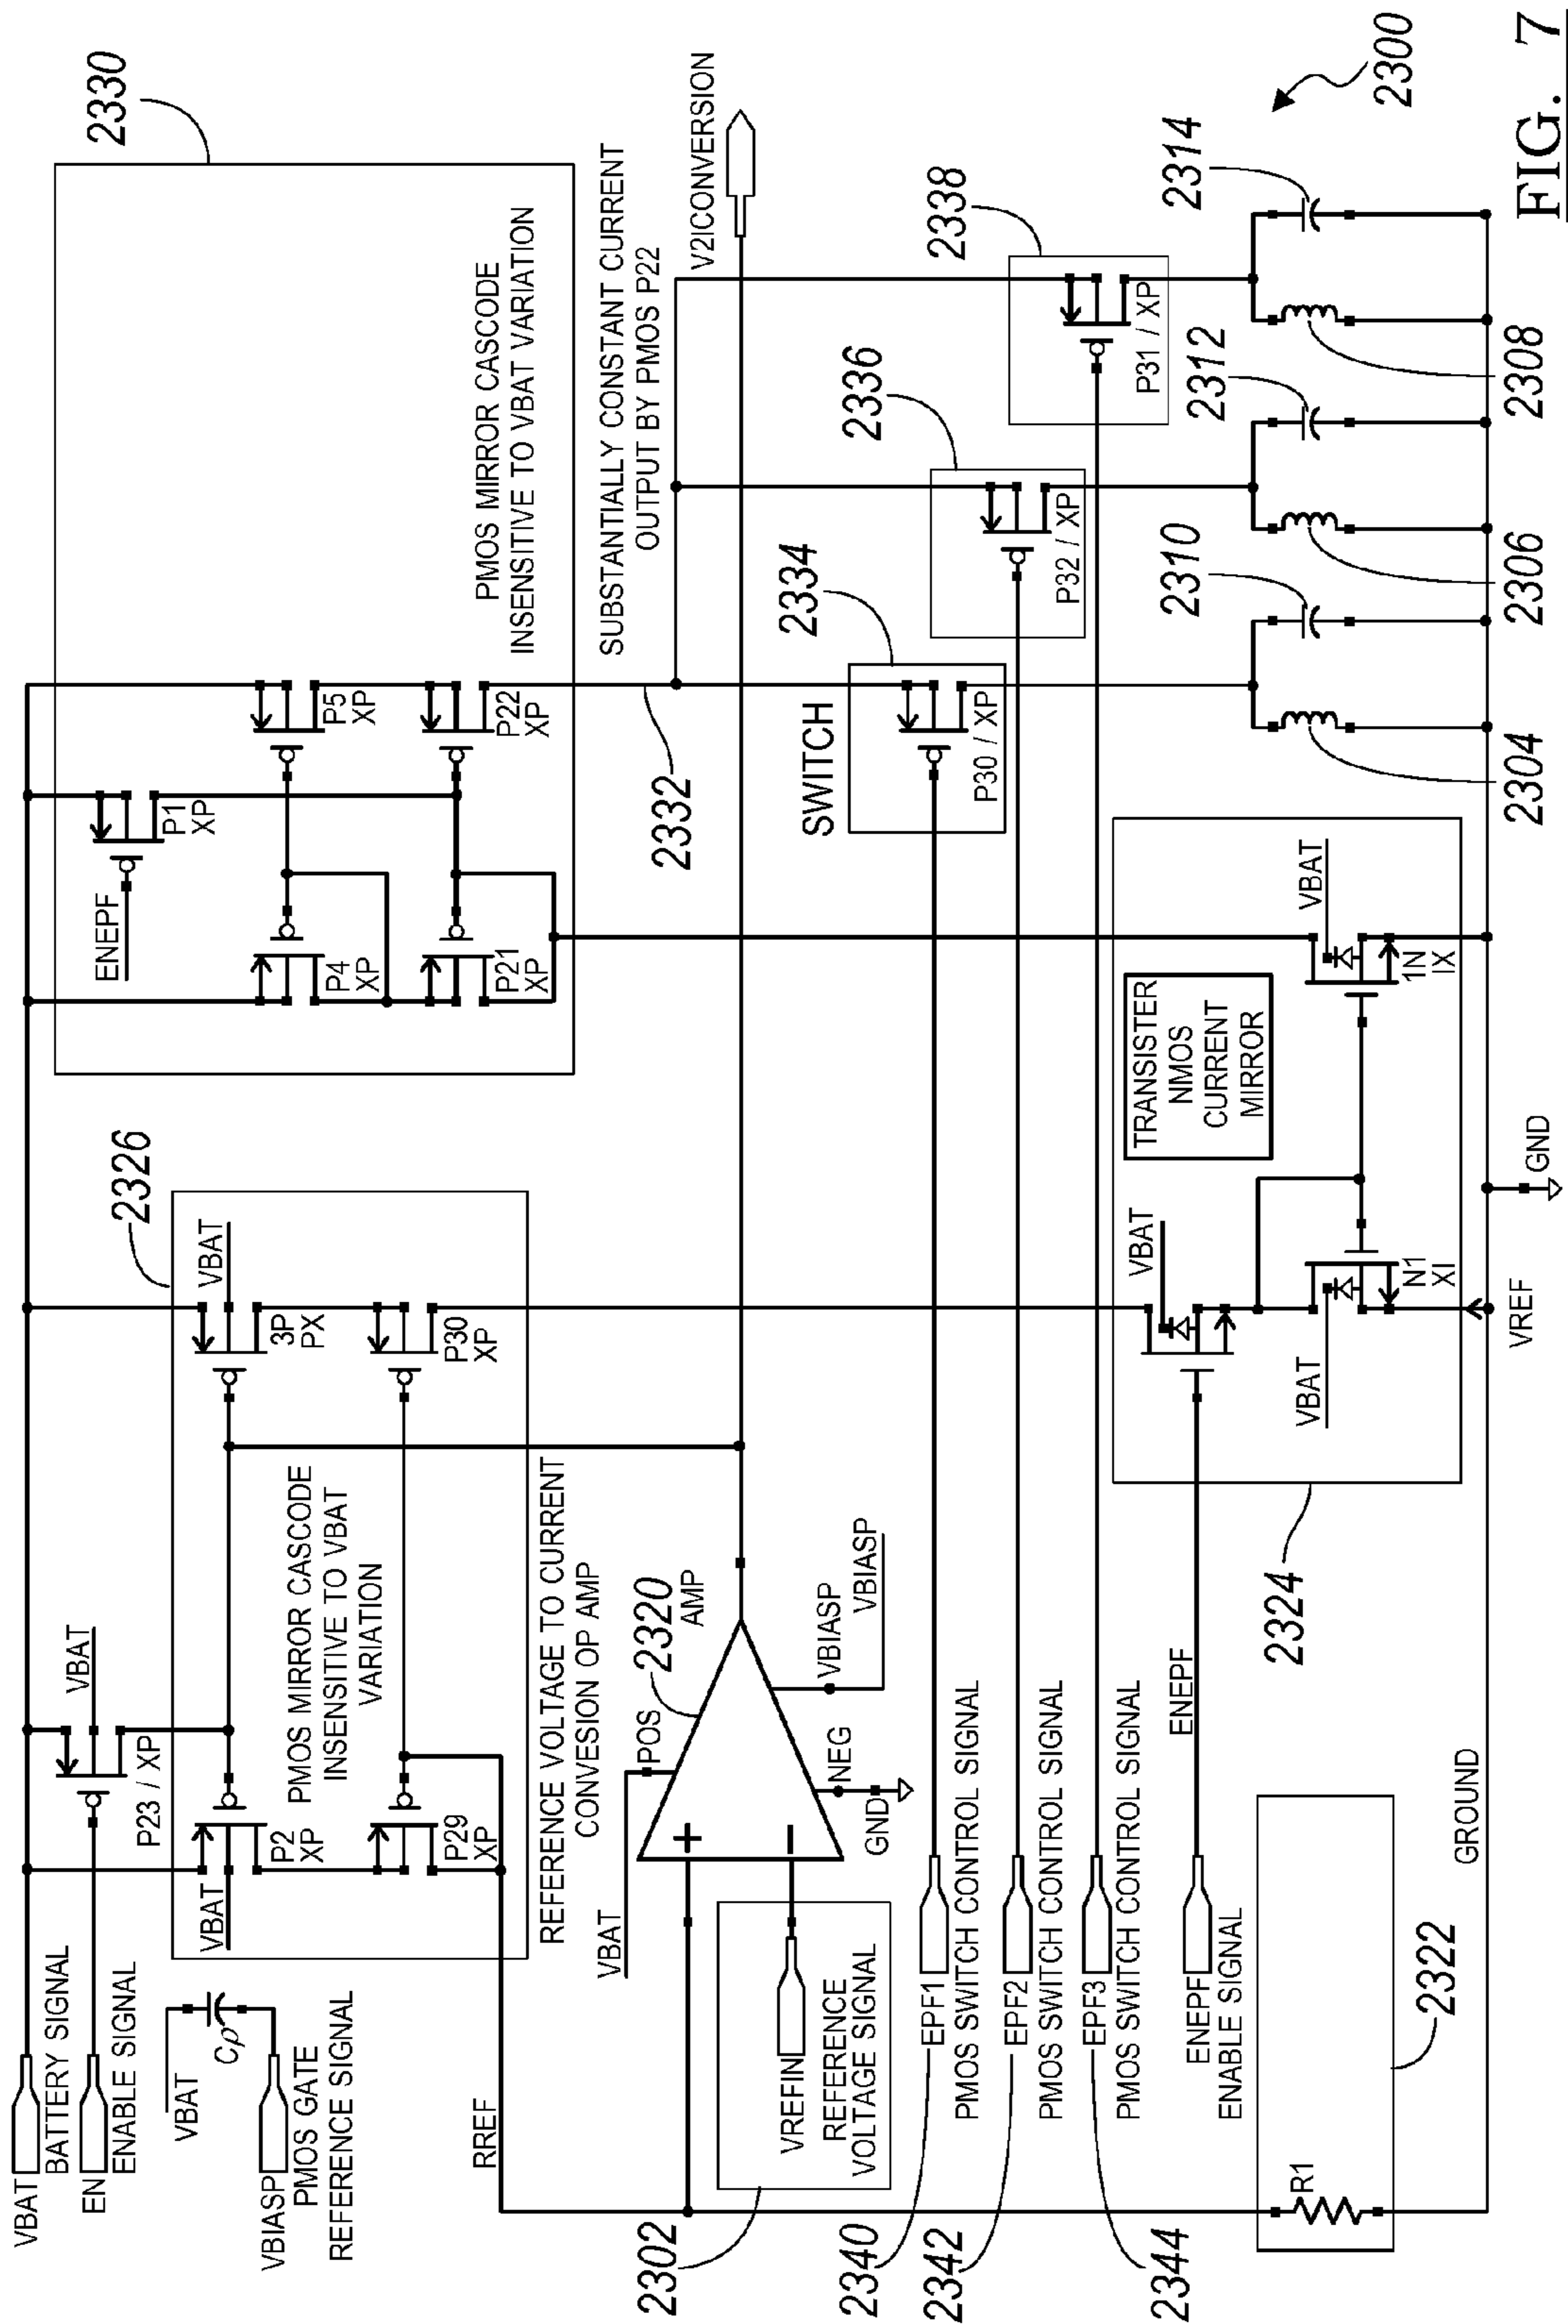 VBAT
BATTERY SIGNAL
EN
ENABLE SIGNAL
VBAT
Cρ
VBIASP
PMOS GATE
REFERENCE SIGNAL
VBAT
P23 / XP
2326
VBAT
P2
XP
VBAT
3P
PX
PMOS MIRROR CASCODE
INSENSITIVE TO VBAT
VARIATION
P29
XP
P30
XP
RREF
2330
ENEPF
P1
XP
P4
XP
P5
XP
P21
XP
P22
XP
PMOS MIRROR CASCODE
INSENSITIVE TO VBAT VARIATION
REFERENCE VOLTAGE TO CURRENT
CONVESION OP AMP
SUBSTANTIALLY CONSTANT CURRENT
OUTPUT BY PMOS P22
2332
V2ICONVERSION
2302
VREFIN
REFERENCE
VOLTAGE SIGNAL
VBAT
POS
2320
AMP
+
−
NEG
GND
VBIASP
VBIASP
SWITCH
2334
P30 / XP
2336
P32 / XP
2338
P31 / XP
2340
EPF1
PMOS SWITCH CONTROL SIGNAL
2342
EPF2
PMOS SWITCH CONTROL SIGNAL
2344
EPF3
PMOS SWITCH CONTROL SIGNAL
ENEPF
ENABLE SIGNAL
ENEPF
2324
VBAT
VBAT
N1
XI
TRANSISTER
NMOS
CURRENT
MIRROR
VBAT
1N
IX
2310
2312
2314
2304
2306
2308
R1
2322
GROUND
VREF
GND
2300
FIG. 7